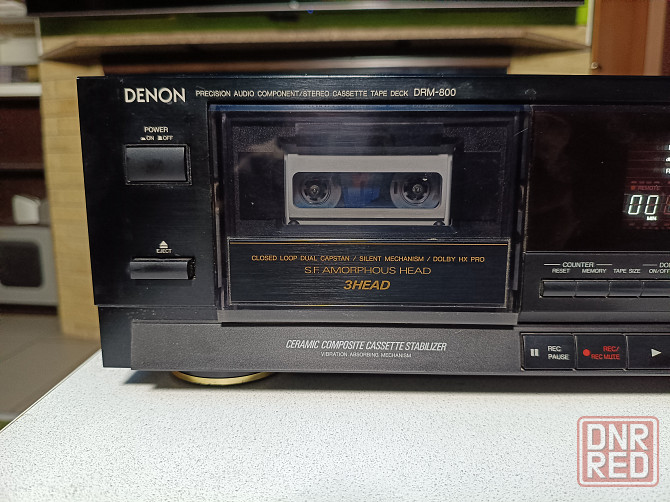 DENON PRECISION AUDIO COMPONENT/STEREO CASSETTE TAPE DECK DRM-800
POWER
ON OFF
EJECT
CLOSED LOOP DUAL CAPSTAN / SILENT MECHANISM / DOLBY HX PRO
S.F. AMORPHOUS HEAD
3HEAD
CERAMIC COMPOSITE CASSETTE STABILIZER
VIBRATION ABSORBING MECHANISM
00
MIN
COUNTER
RESET MEMORY TAPE SIZE ON/OFF
REC PAUSE
REC/
REC MUTE
DNR
RED